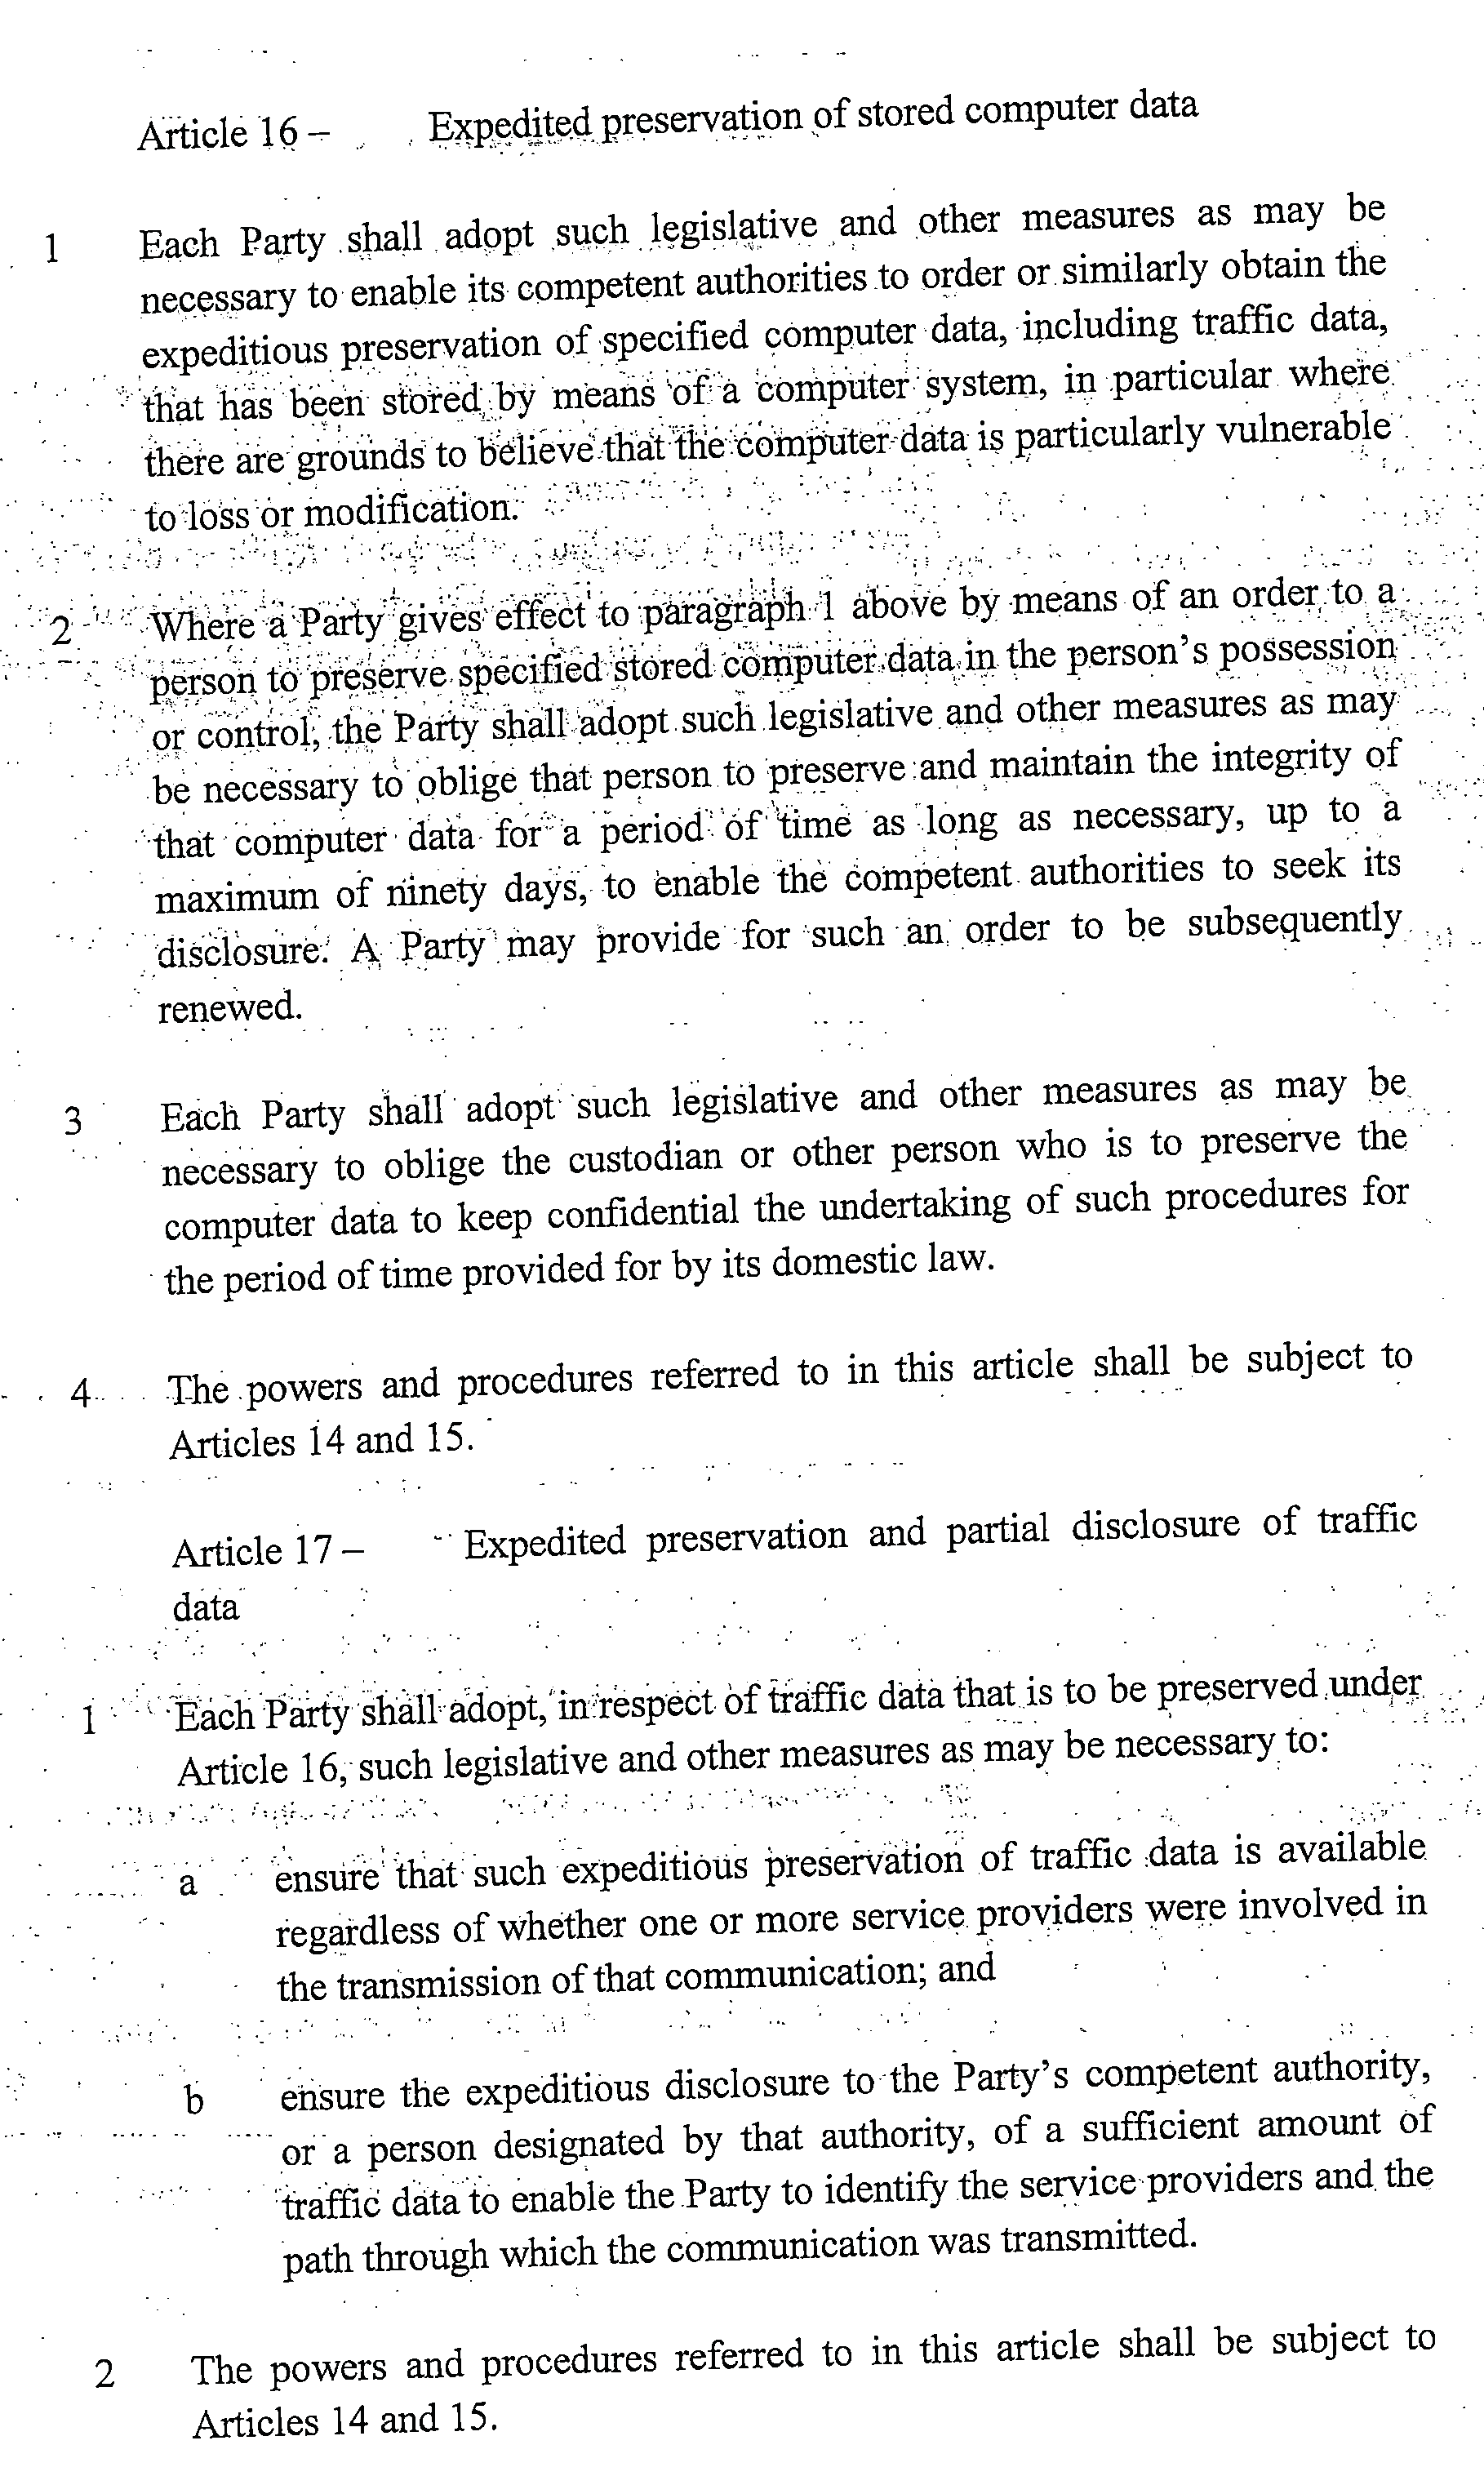 Article 16 – Expedited preservation of stored computer data
1 Each Party shall adopt such legislative and other measures as may be
necessary to enable its competent authorities to order or similarly obtain the
expeditious preservation of specified computer data, including traffic data,
that has been stored by means of a computer system, in particular where
there are grounds to believe that the computer data is particularly vulnerable
to loss or modification.
2 Where a Party gives effect to paragraph 1 above by means of an order to a
person to preserve specified stored computer data in the person's possession
or control, the Party shall adopt such legislative and other measures as may
be necessary to oblige that person to preserve and maintain the integrity of
that computer data for a period of time as long as necessary, up to a
maximum of ninety days, to enable the competent authorities to seek its
disclosure. A Party may provide for such an order to be subsequently
renewed.
3 Each Party shall adopt such legislative and other measures as may be
necessary to oblige the custodian or other person who is to preserve the
computer data to keep confidential the undertaking of such procedures for
the period of time provided for by its domestic law.
4 The powers and procedures referred to in this article shall be subject to
Articles 14 and 15.
Article 17 – Expedited preservation and partial disclosure of traffic
data
1 Each Party shall adopt, in respect of traffic data that is to be preserved under
Article 16, such legislative and other measures as may be necessary to:
a ensure that such expeditious preservation of traffic data is available
regardless of whether one or more service providers were involved in
the transmission of that communication; and
b ensure the expeditious disclosure to the Party's competent authority,
or a person designated by that authority, of a sufficient amount of
traffic data to enable the Party to identify the service providers and the
path through which the communication was transmitted.
2 The powers and procedures referred to in this article shall be subject to
Articles 14 and 15.